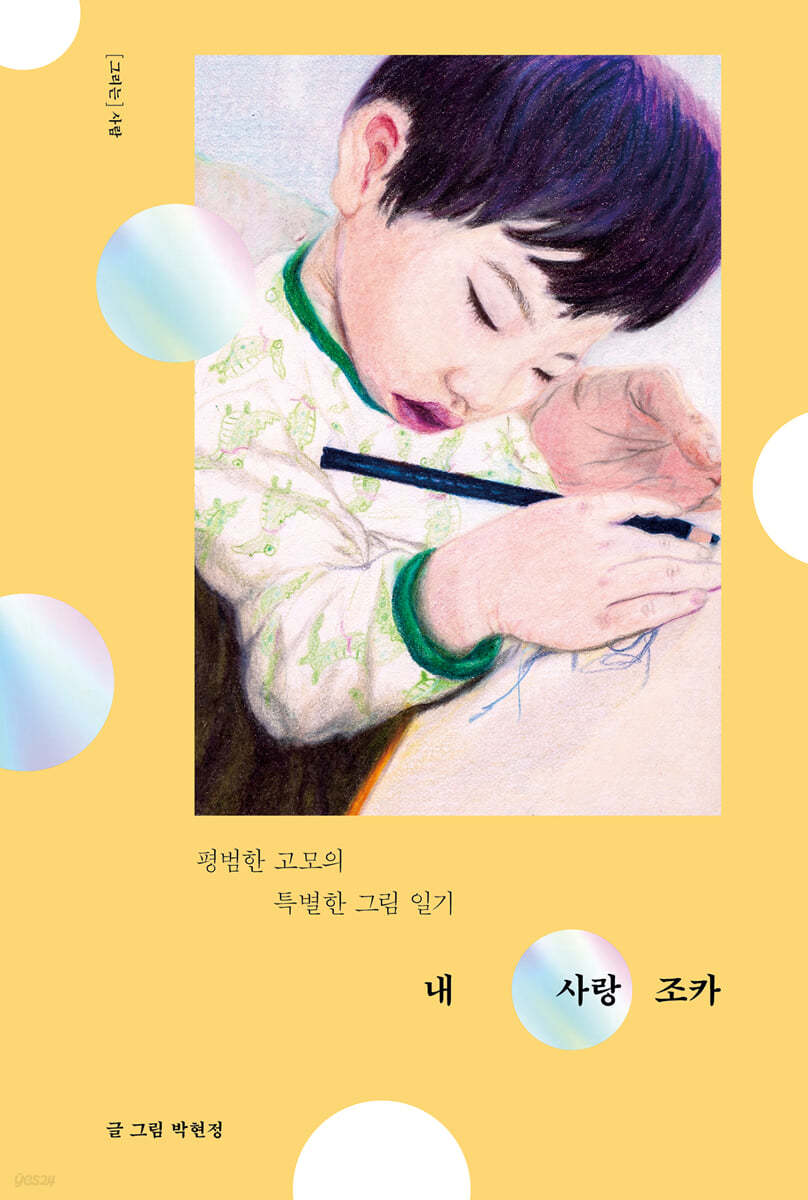 [그리는] 사람
평범한 고모의
특별한 그림 일기
내 사랑 조카
글 그림 박현정
yes24